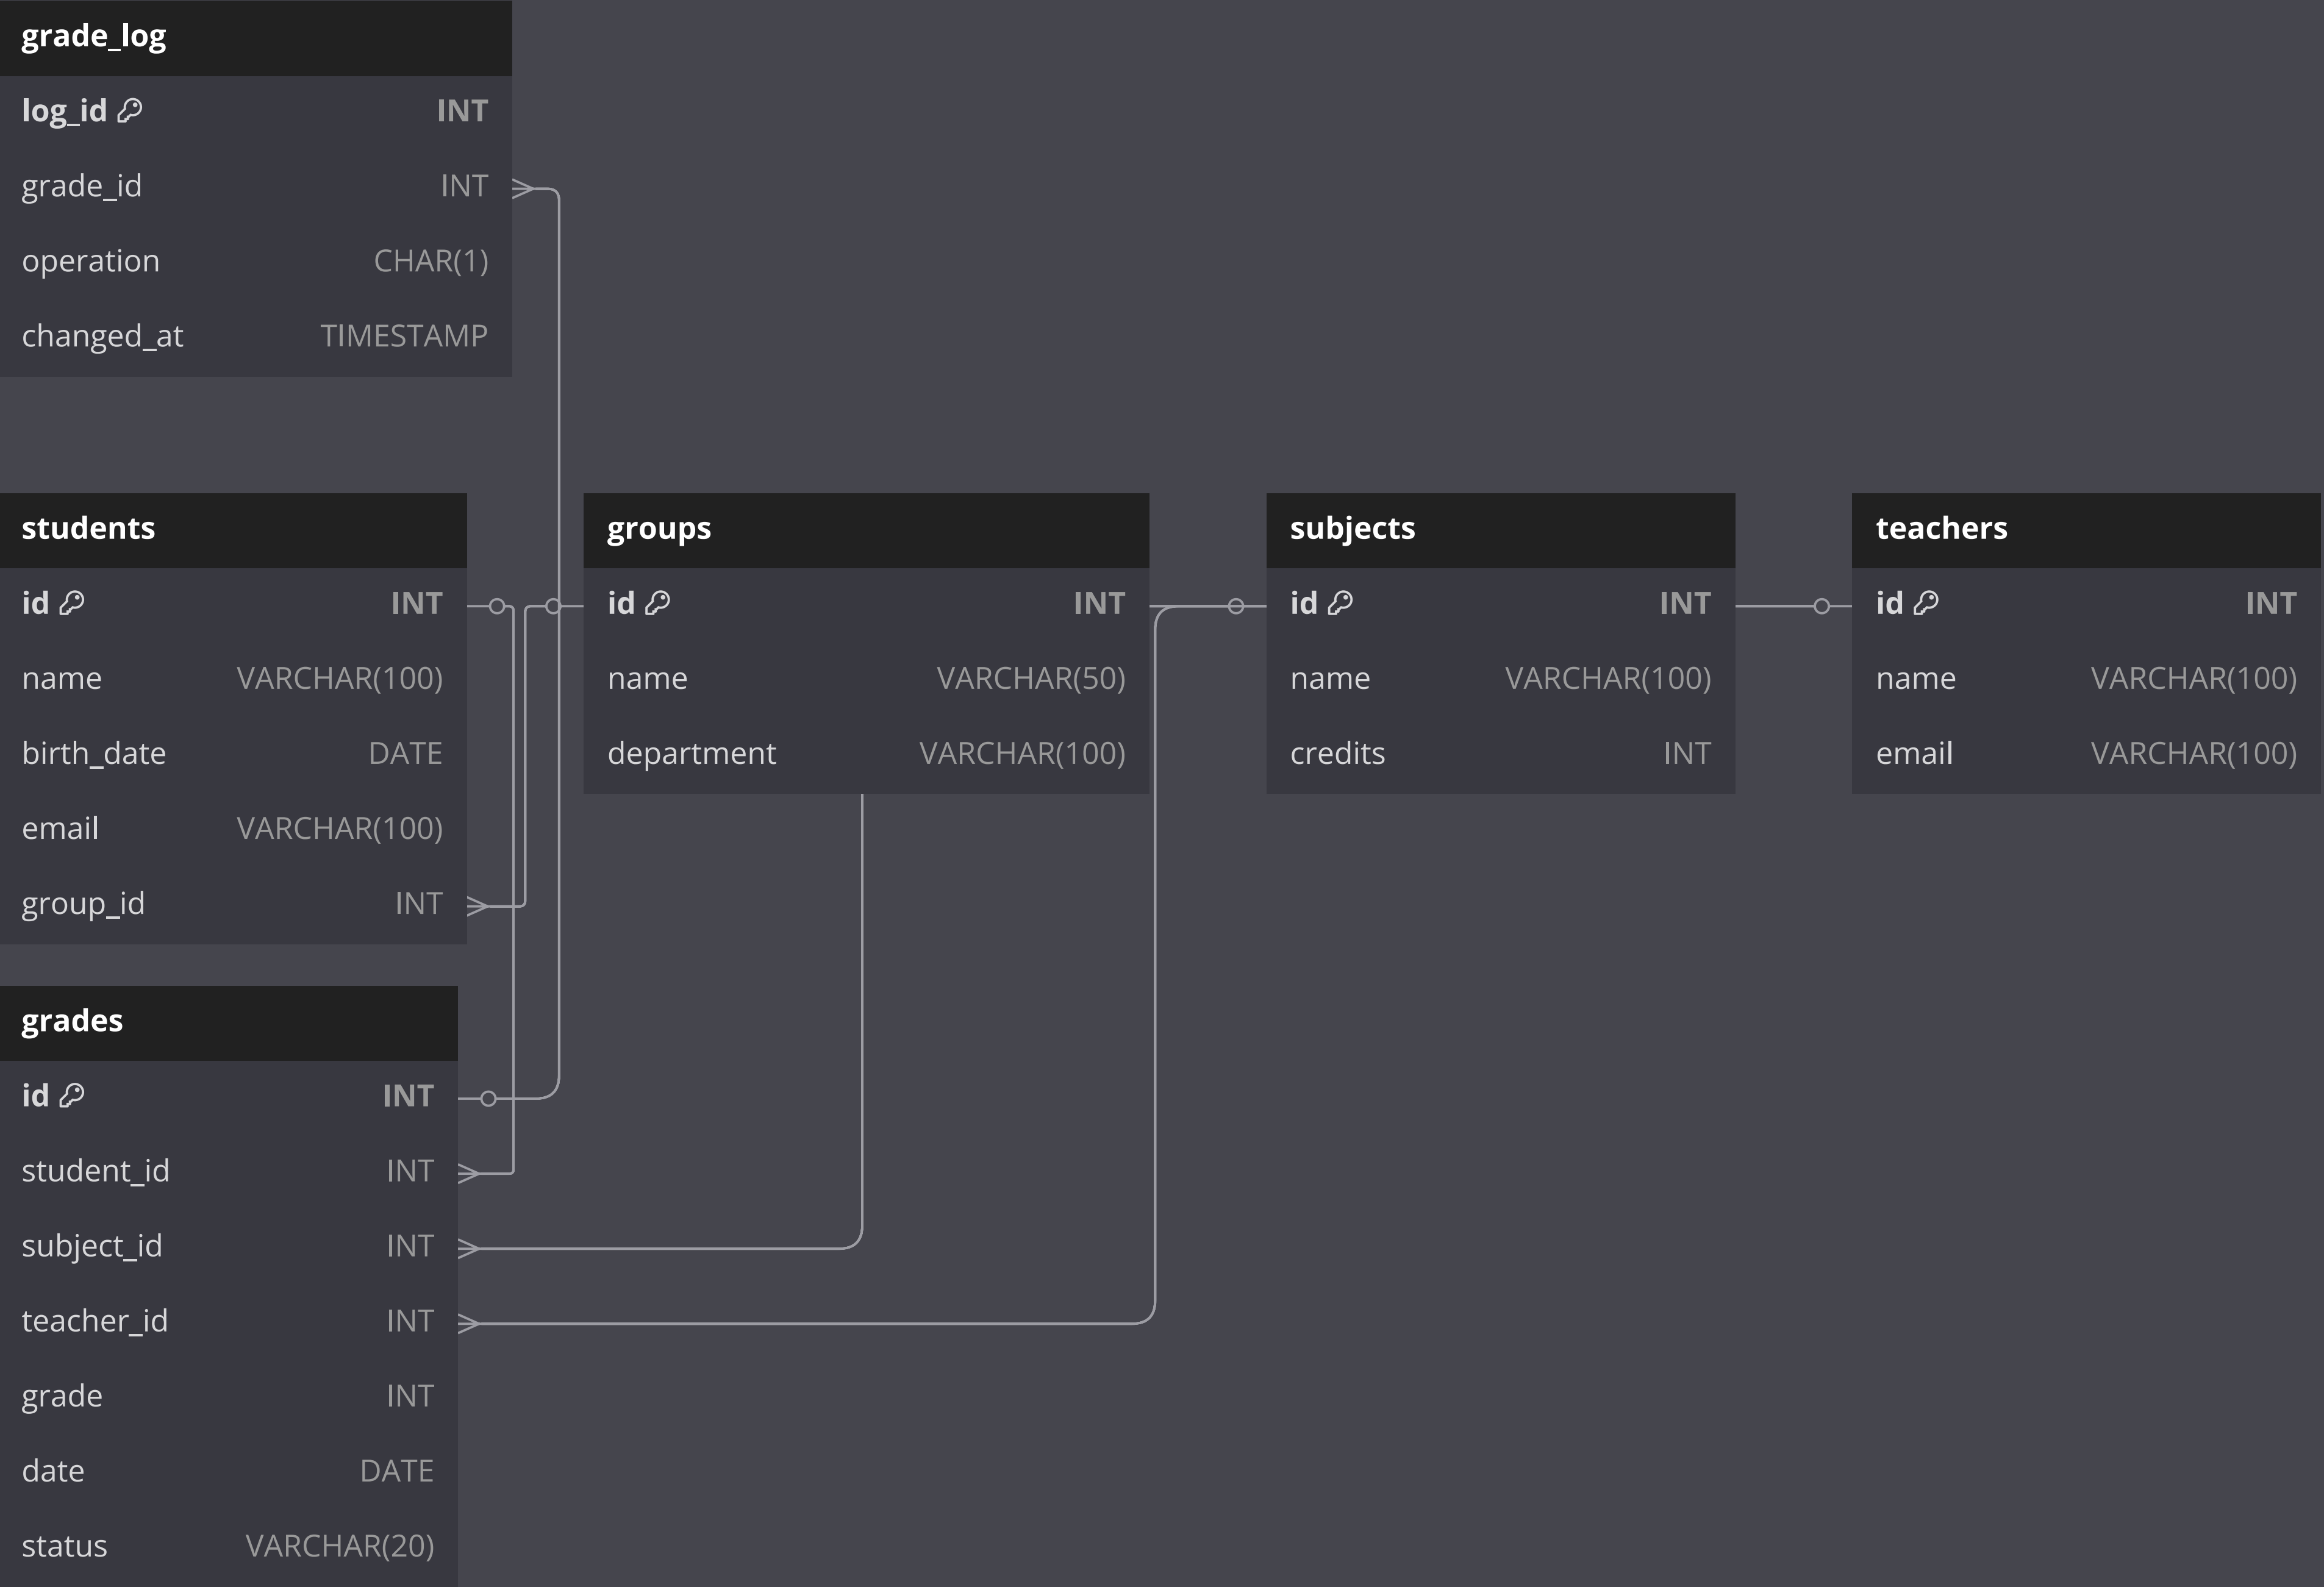 grade_log
log_id INT
grade_id INT
operation CHAR(1)
changed_at TIMESTAMP
students
id INT
name VARCHAR(100)
birth_date DATE
email VARCHAR(100)
group_id INT
groups
id INT
name VARCHAR(50)
department VARCHAR(100)
subjects
id INT
name VARCHAR(100)
credits INT
teachers
id INT
name VARCHAR(100)
email VARCHAR(100)
grades
id INT
student_id INT
subject_id INT
teacher_id INT
grade INT
date DATE
status VARCHAR(20)